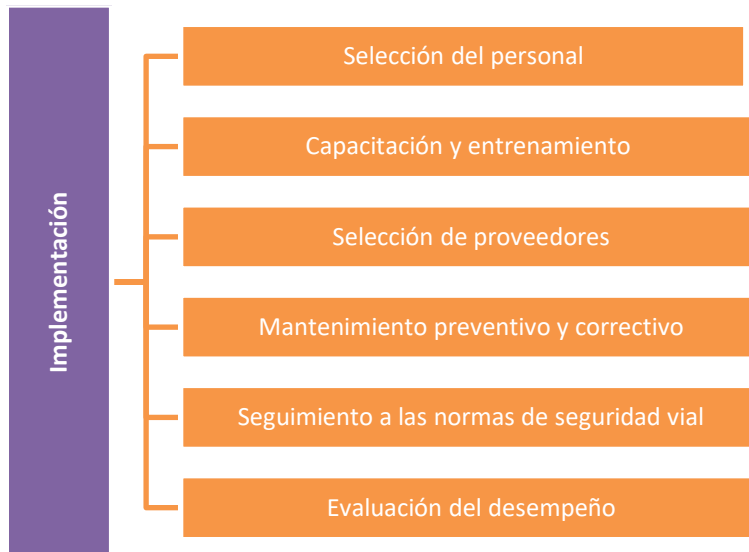 Implementación
Selección del personal
Capacitación y entrenamiento
Selección de proveedores
Mantenimiento preventivo y correctivo
Seguimiento a las normas de seguridad vial
Evaluación del desempeño